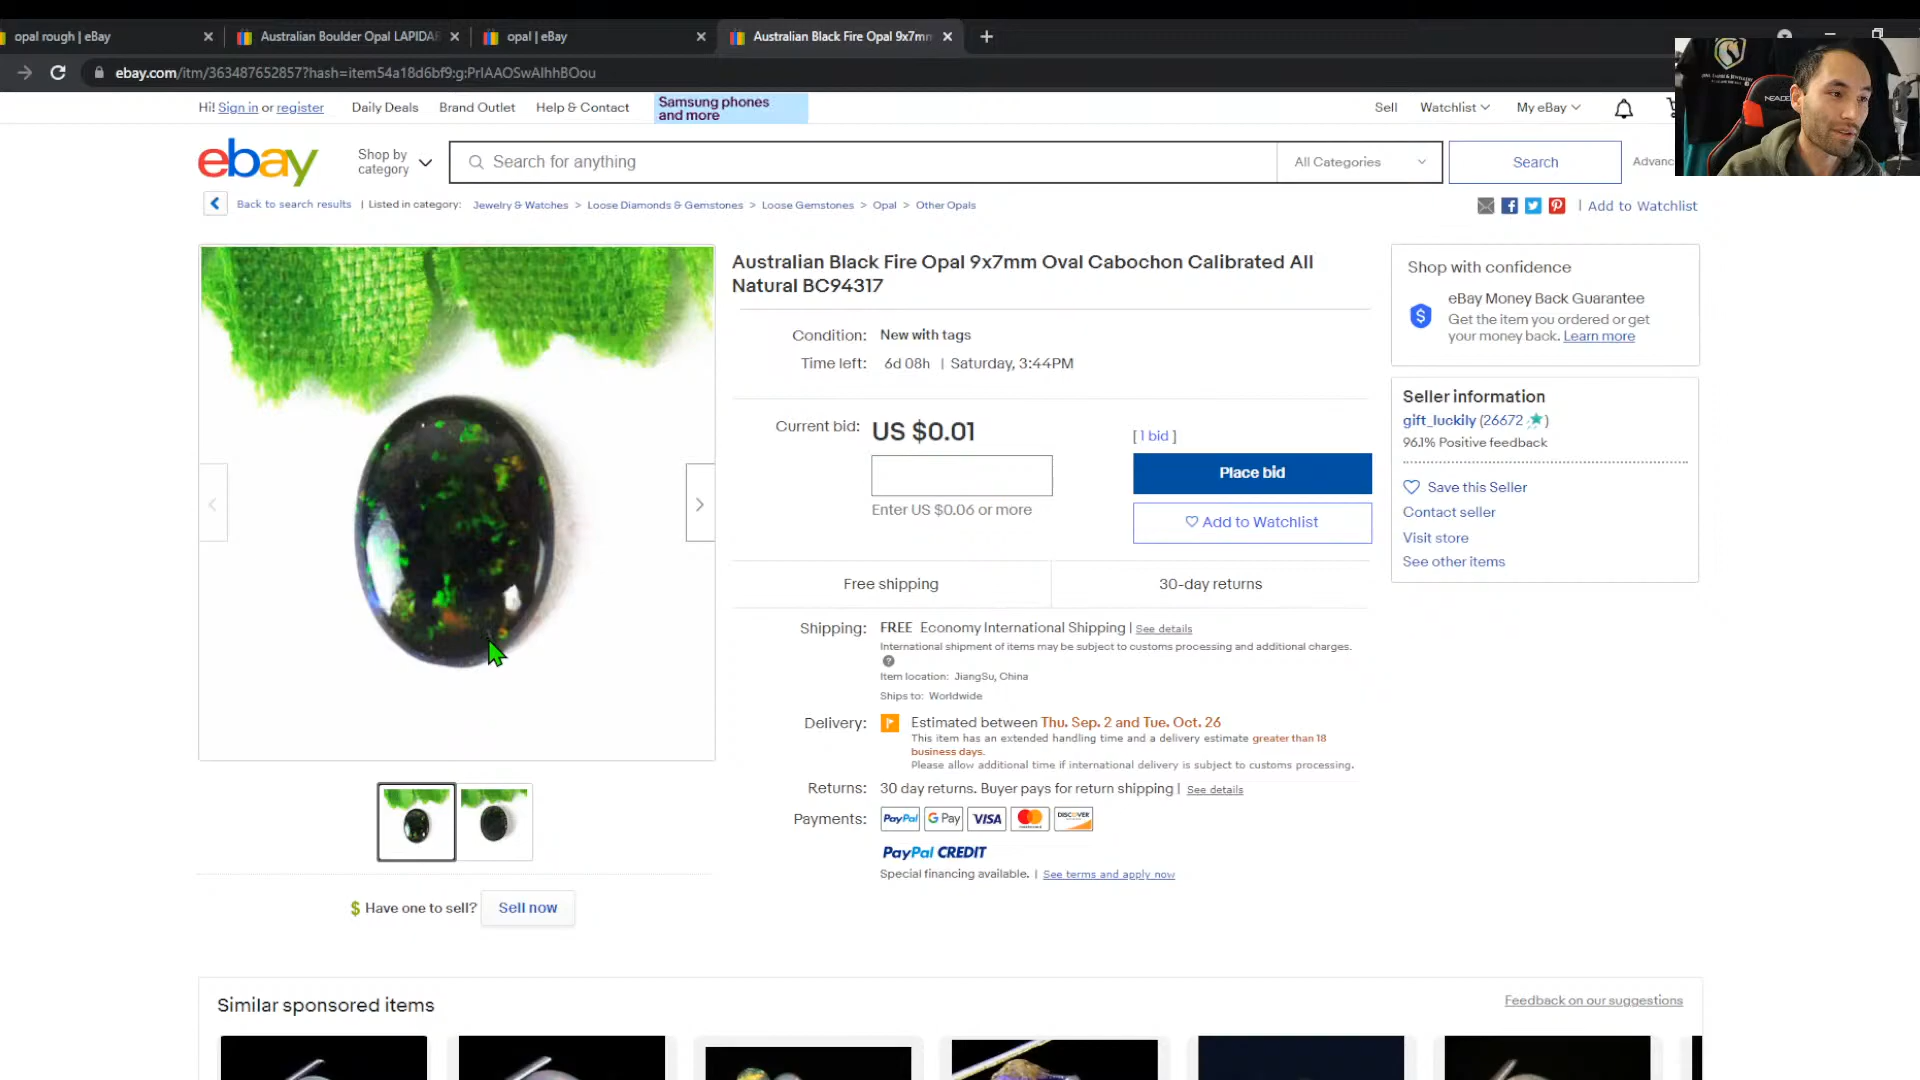 opal rough | eBay
Australian Boulder Opal LAPIDA
opal | eBay
Australian Black Fire Opal 9x7mm
ebay.com/itm/363487652857?hash=item54a18d6bf9:g:PrIAAOSwAIhhBOou
Hi! Sign in or register
Daily Deals
Brand Outlet
Help & Contact
Samsung phones
and more
Sell
Watchlist
My eBay
ebay
Shop by
category
Search for anything
All Categories
Search
Advanc
Back to search results | Listed in category: Jewelry & Watches > Loose Diamonds & Gemstones > Loose Gemstones > Opal > Other Opals
| Add to Watchlist
Australian Black Fire Opal 9x7mm Oval Cabochon Calibrated All
Natural BC94317
Condition: New with tags
Time left: 6d 08h | Saturday, 3:44PM
Current bid: US $0.01
[ 1 bid ]
Place bid
Enter US $0.06 or more
Add to Watchlist
Free shipping
30-day returns
Shipping: FREE Economy International Shipping | See details
International shipment of items may be subject to customs processing and additional charges.
Item location: JiangSu, China
Ships to: Worldwide
Delivery: Estimated between Thu. Sep. 2 and Tue. Oct. 26
This item has an extended handling time and a delivery estimate greater than 18
business days.
Please allow additional time if international delivery is subject to customs processing.
Returns: 30 day returns. Buyer pays for return shipping | See details
Payments: PayPal G Pay VISA DISCOVER
PayPal CREDIT
Special financing available. | See terms and apply now
Shop with confidence
eBay Money Back Guarantee
Get the item you ordered or get
your money back. Learn more
Seller information
gift_luckily (26672)
96.1% Positive feedback
Save this Seller
Contact seller
Visit store
See other items
$ Have one to sell? Sell now
Similar sponsored items
Feedback on our suggestions